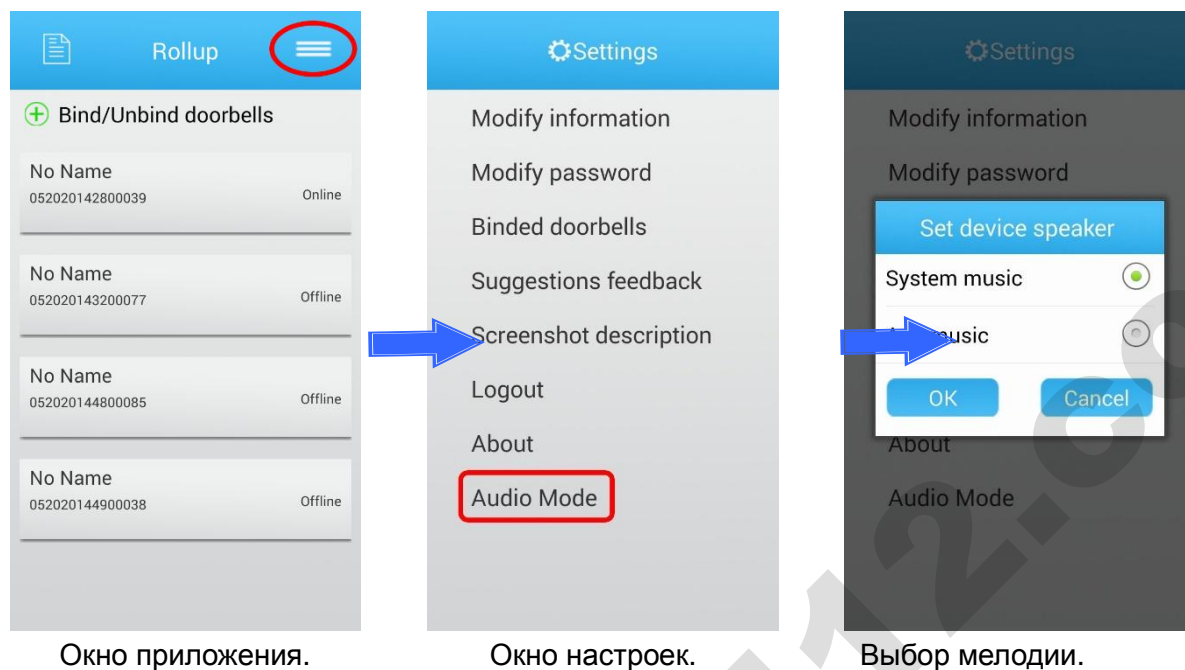 Rollup
Bind/Unbind doorbells
No Name
052020142800039
Online
No Name
052020143200077
Offline
No Name
052020144800085
Offline
No Name
052020144900038
Offline
Окно приложения.
Settings
Modify information
Modify password
Binded doorbells
Suggestions feedback
Screenshot description
Logout
About
Audio Mode
Окно настроек.
Settings
Modify information
Modify password
Set device speaker
System music
music
OK
Cancel
About
Audio Mode
Выбор мелодии.